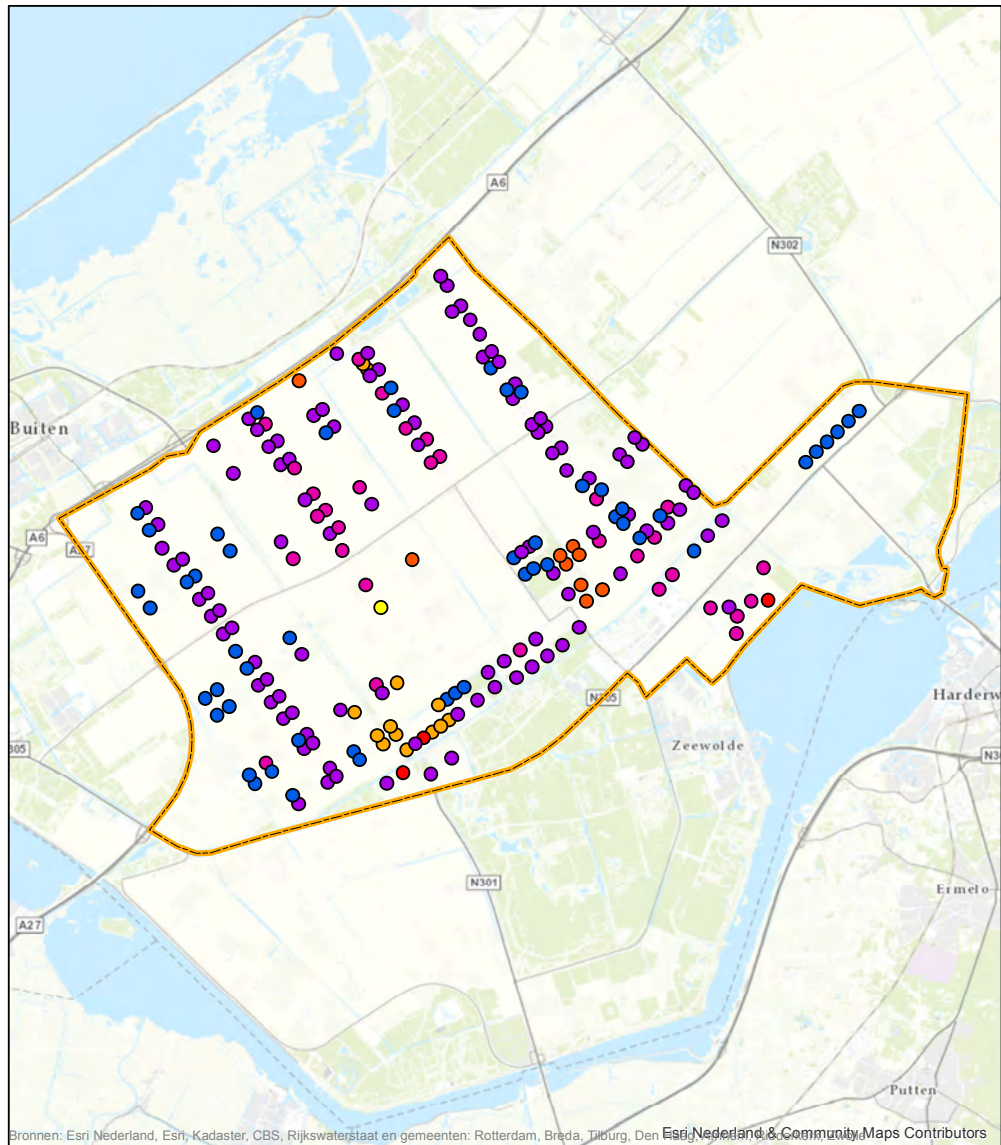 A6
N302
Buiten
A6
A27
N305
Harderw
305
Zeewolde
N3
N301
Ermelo
A27
Putten
Bronnen: Esri Nederland, Esri, Kadaster, CBS, Rijkswaterstaat en gemeenten: Rotterdam, Breda, Tilburg, Den
Esri Nederland & Community Maps Contributors